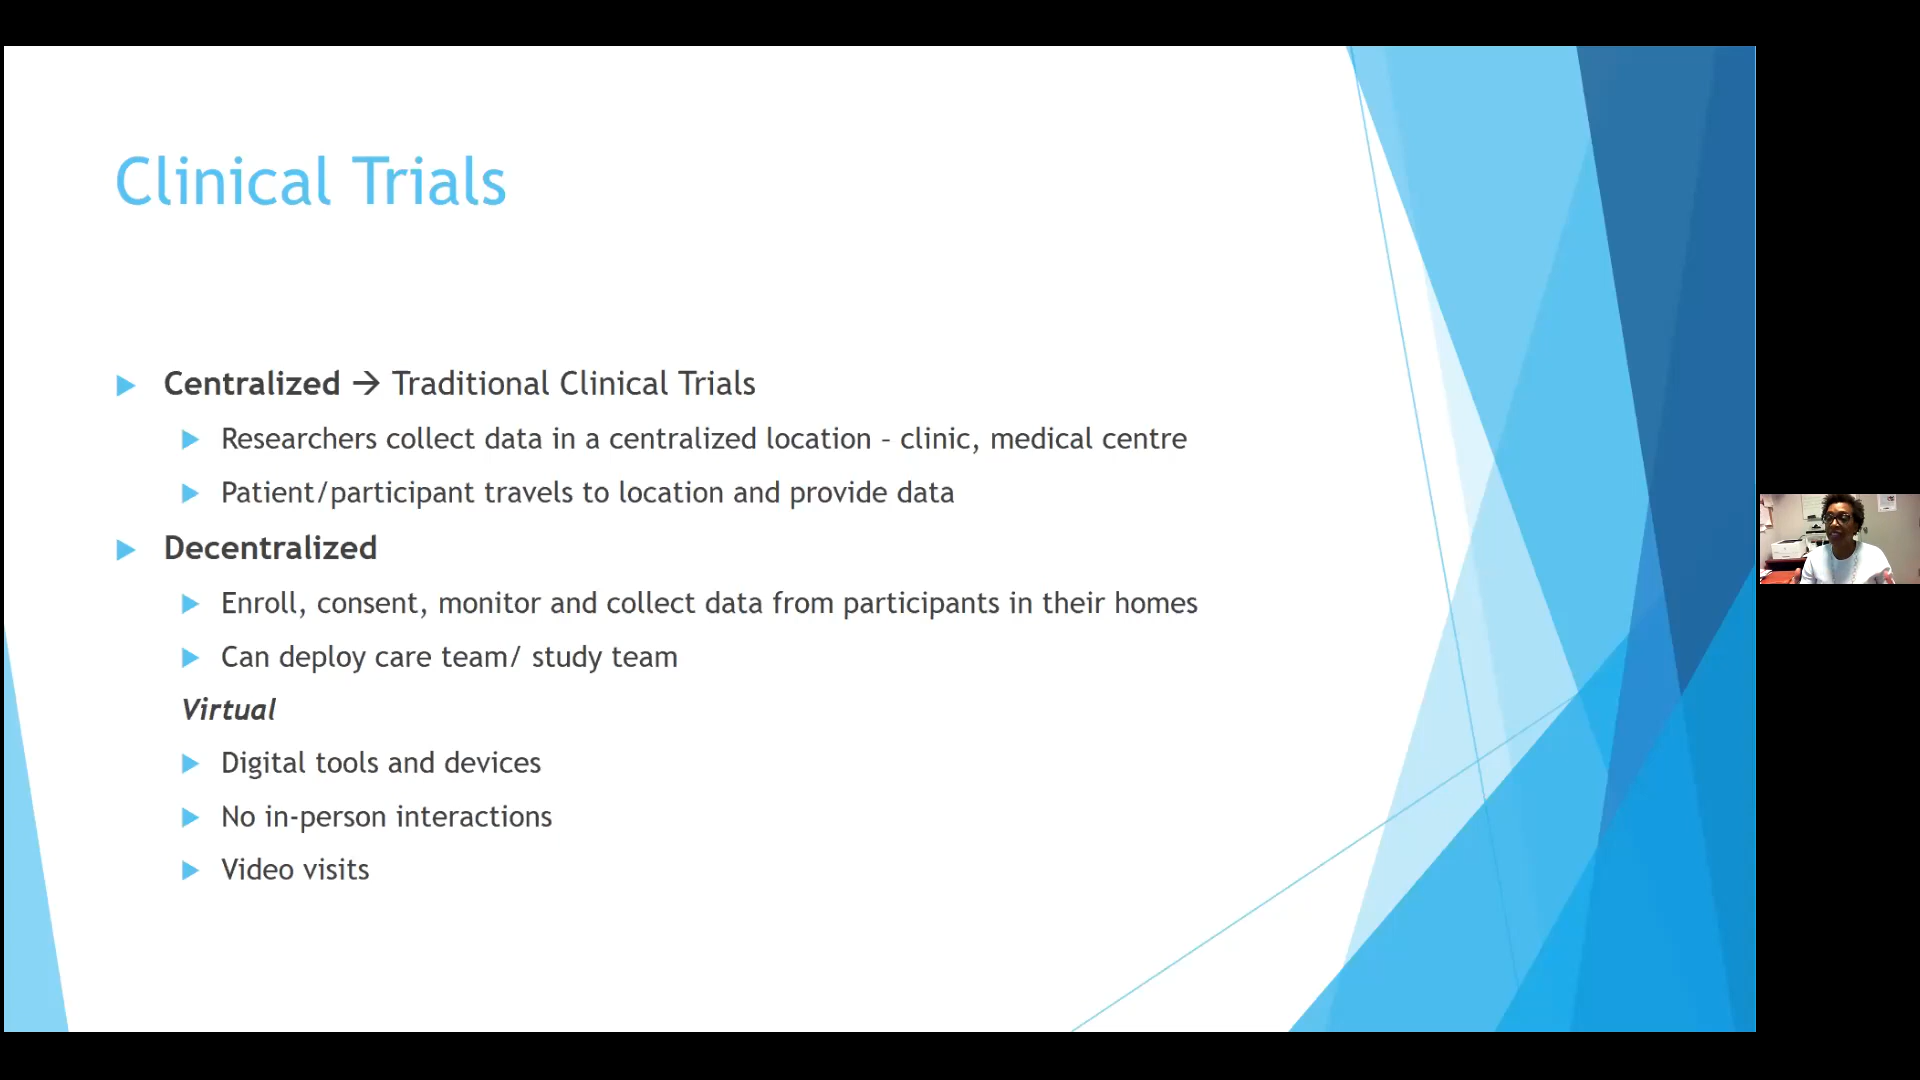 Clinical Trials
Centralized → Traditional Clinical Trials
Researchers collect data in a centralized location – clinic, medical centre
Patient/participant travels to location and provide data
Decentralized
Enroll, consent, monitor and collect data from participants in their homes
Can deploy care team/ study team
Virtual
Digital tools and devices
No in-person interactions
Video visits